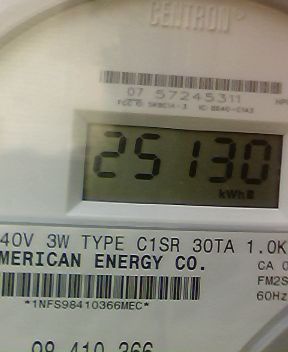 CENTRON
07 57245311
25130
kWh
40V 3W TYPE C1SR 30TA 1.0K
MERICAN ENERGY CO.
CA 0
FM2S
60Hz
*1NFS98410366MEC*
98 410 366